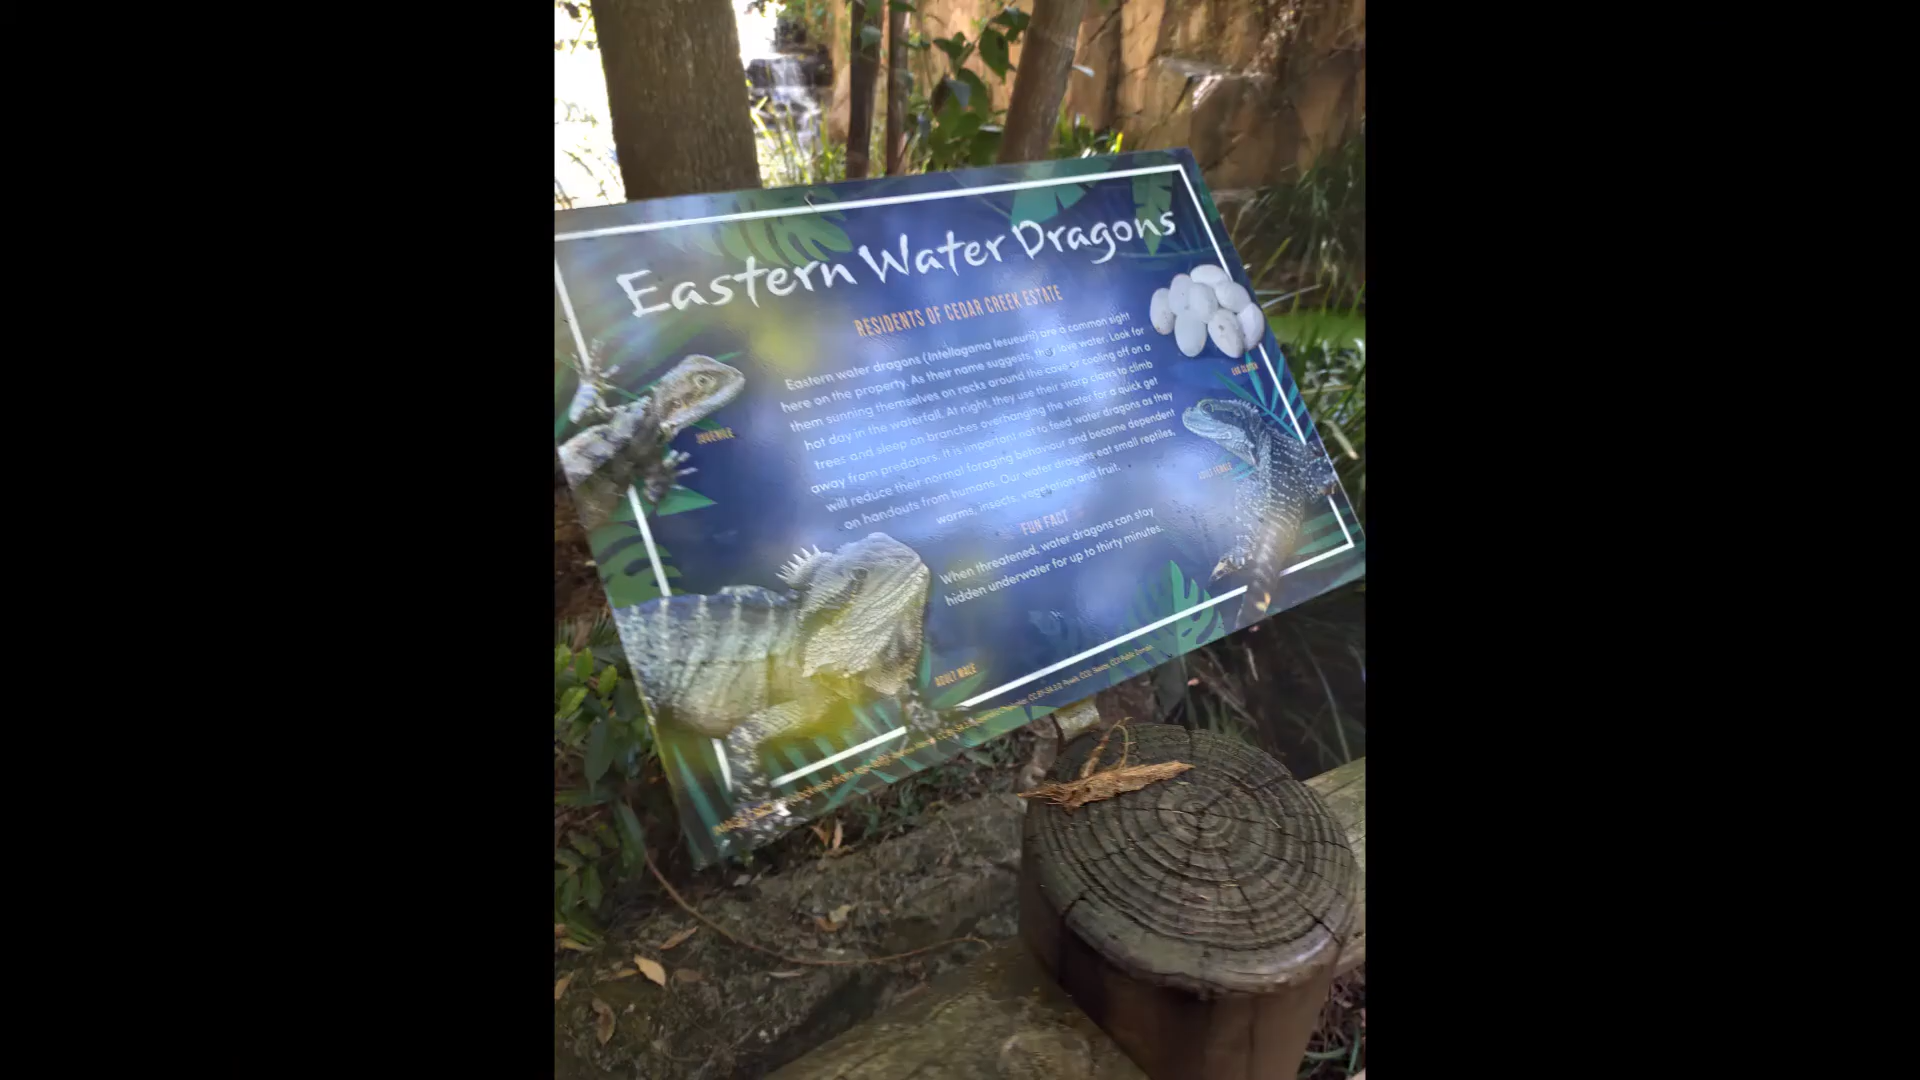 Eastern Water Dragons
RESIDENTS OF CEDAR CREEK ESTATE
Eastern water dragons (Intellagama lesueurii) are a common sight
here on the property. As their name suggests, they love water. Look for
them sunning themselves on rocks around the cave or cooling off on a
hot day in the waterfall. At night, they use their sharp claws to climb
trees and sleep on branches overhanging the water for a quick get
away from predators. It is important not to feed water dragons as they
will reduce their normal foraging behaviour and become dependent
on handouts from humans. Our water dragons eat small reptiles,
worms, insects, vegetation and fruit.
FUN FACT
When threatened, water dragons can stay
hidden underwater for up to thirty minutes.
JUVENILE
EGG CLUTCH
ADULT FEMALE
ADULT MALE